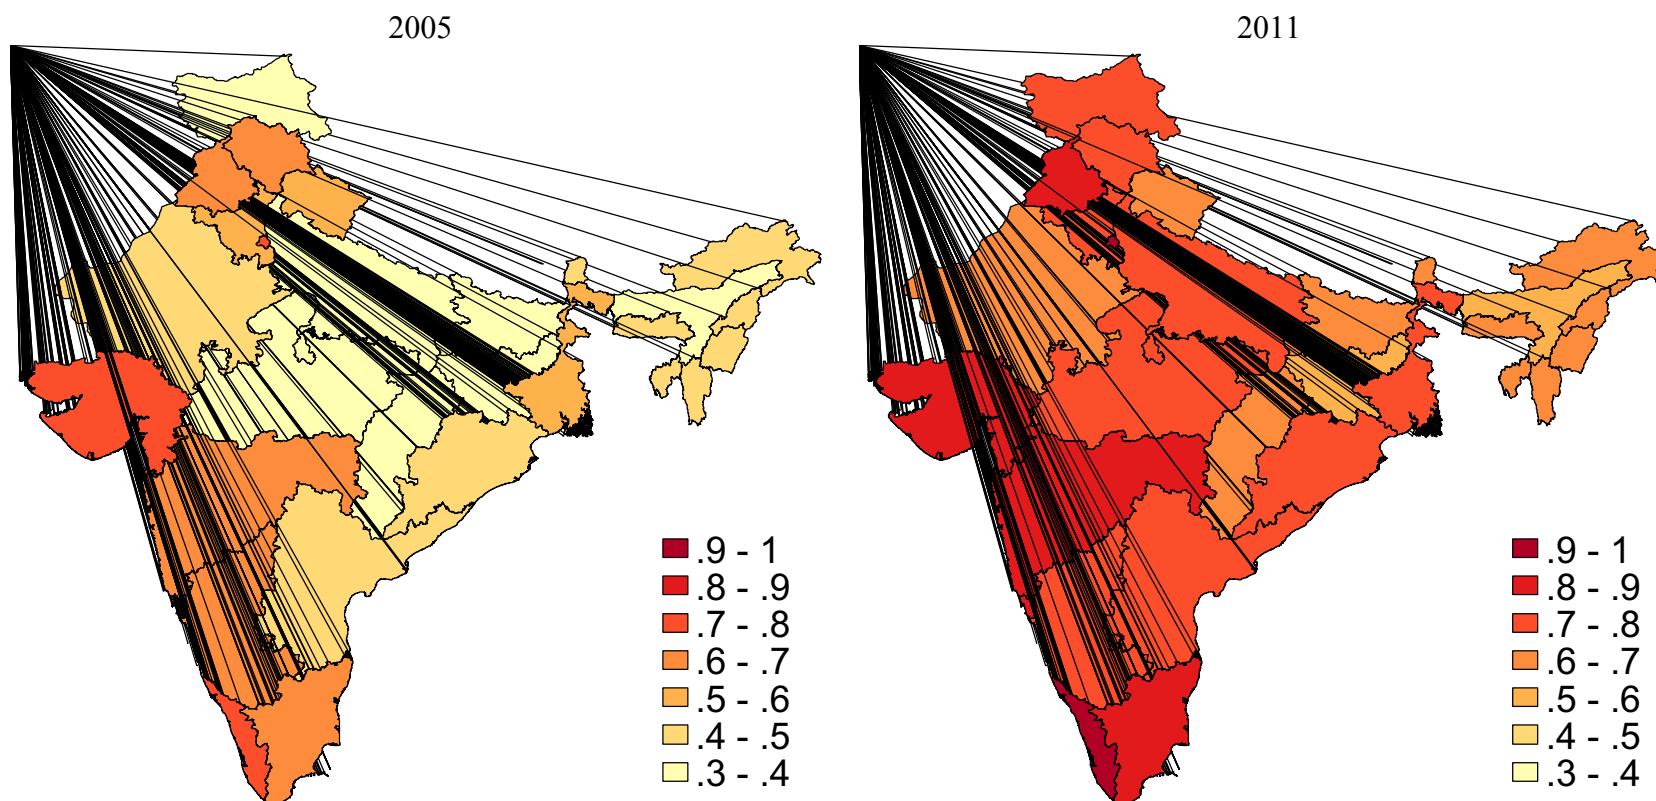 2005
2011
.9 - 1
.8 - .9
.7 - .8
.6 - .7
.5 - .6
.4 - .5
.3 - .4
.9 - 1
.8 - .9
.7 - .8
.6 - .7
.5 - .6
.4 - .5
.3 - .4